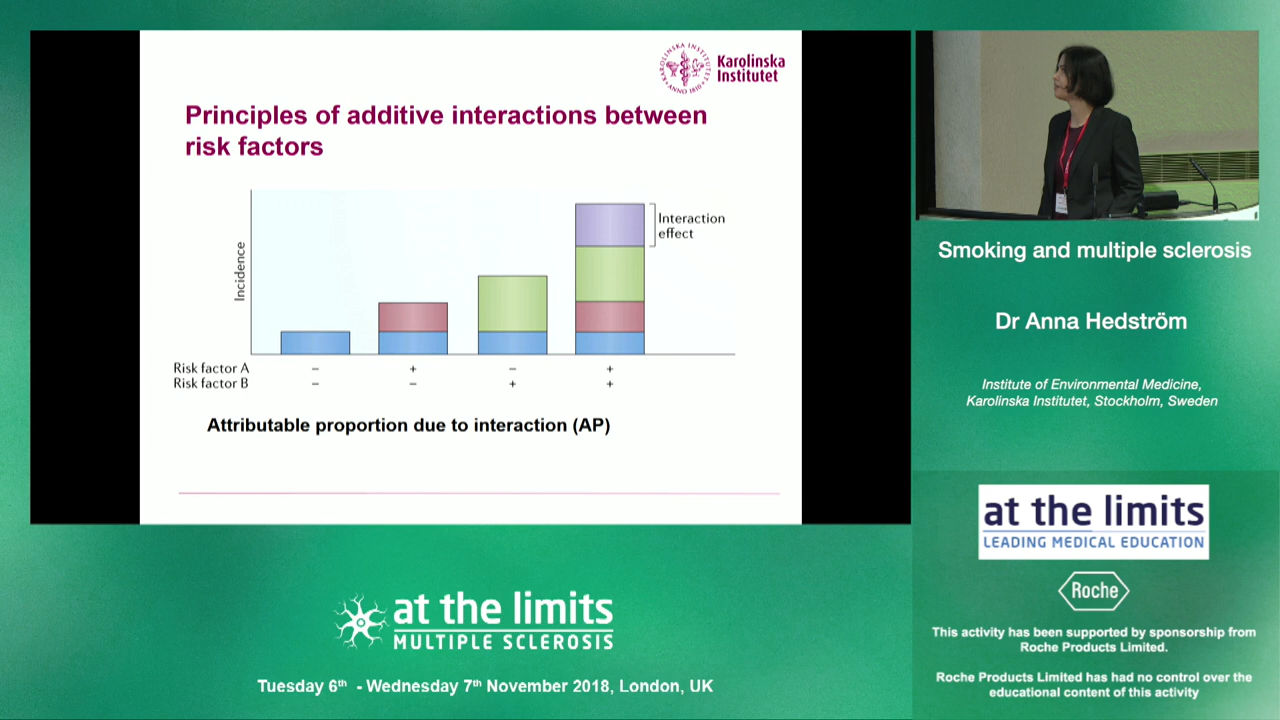 Karolinska
Institutet
KAROLINSKA INSTITUTET
ANNO 1810
Principles of additive interactions between
risk factors
Incidence
Interaction
effect
Risk factor A – + – +
Risk factor B – – + +
Attributable proportion due to interaction (AP)
Smoking and multiple sclerosis
Dr Anna Hedström
Institute of Environmental Medicine,
Karolinska Institutet, Stockholm, Sweden
at the limits
LEADING MEDICAL EDUCATION
Roche
This activity has been supported by sponsorship from
Roche Products Limited.
Roche Products Limited has had no control over the
educational content of this activity
at the limits
MULTIPLE SCLEROSIS
Tuesday 6th - Wednesday 7th November 2018, London, UK